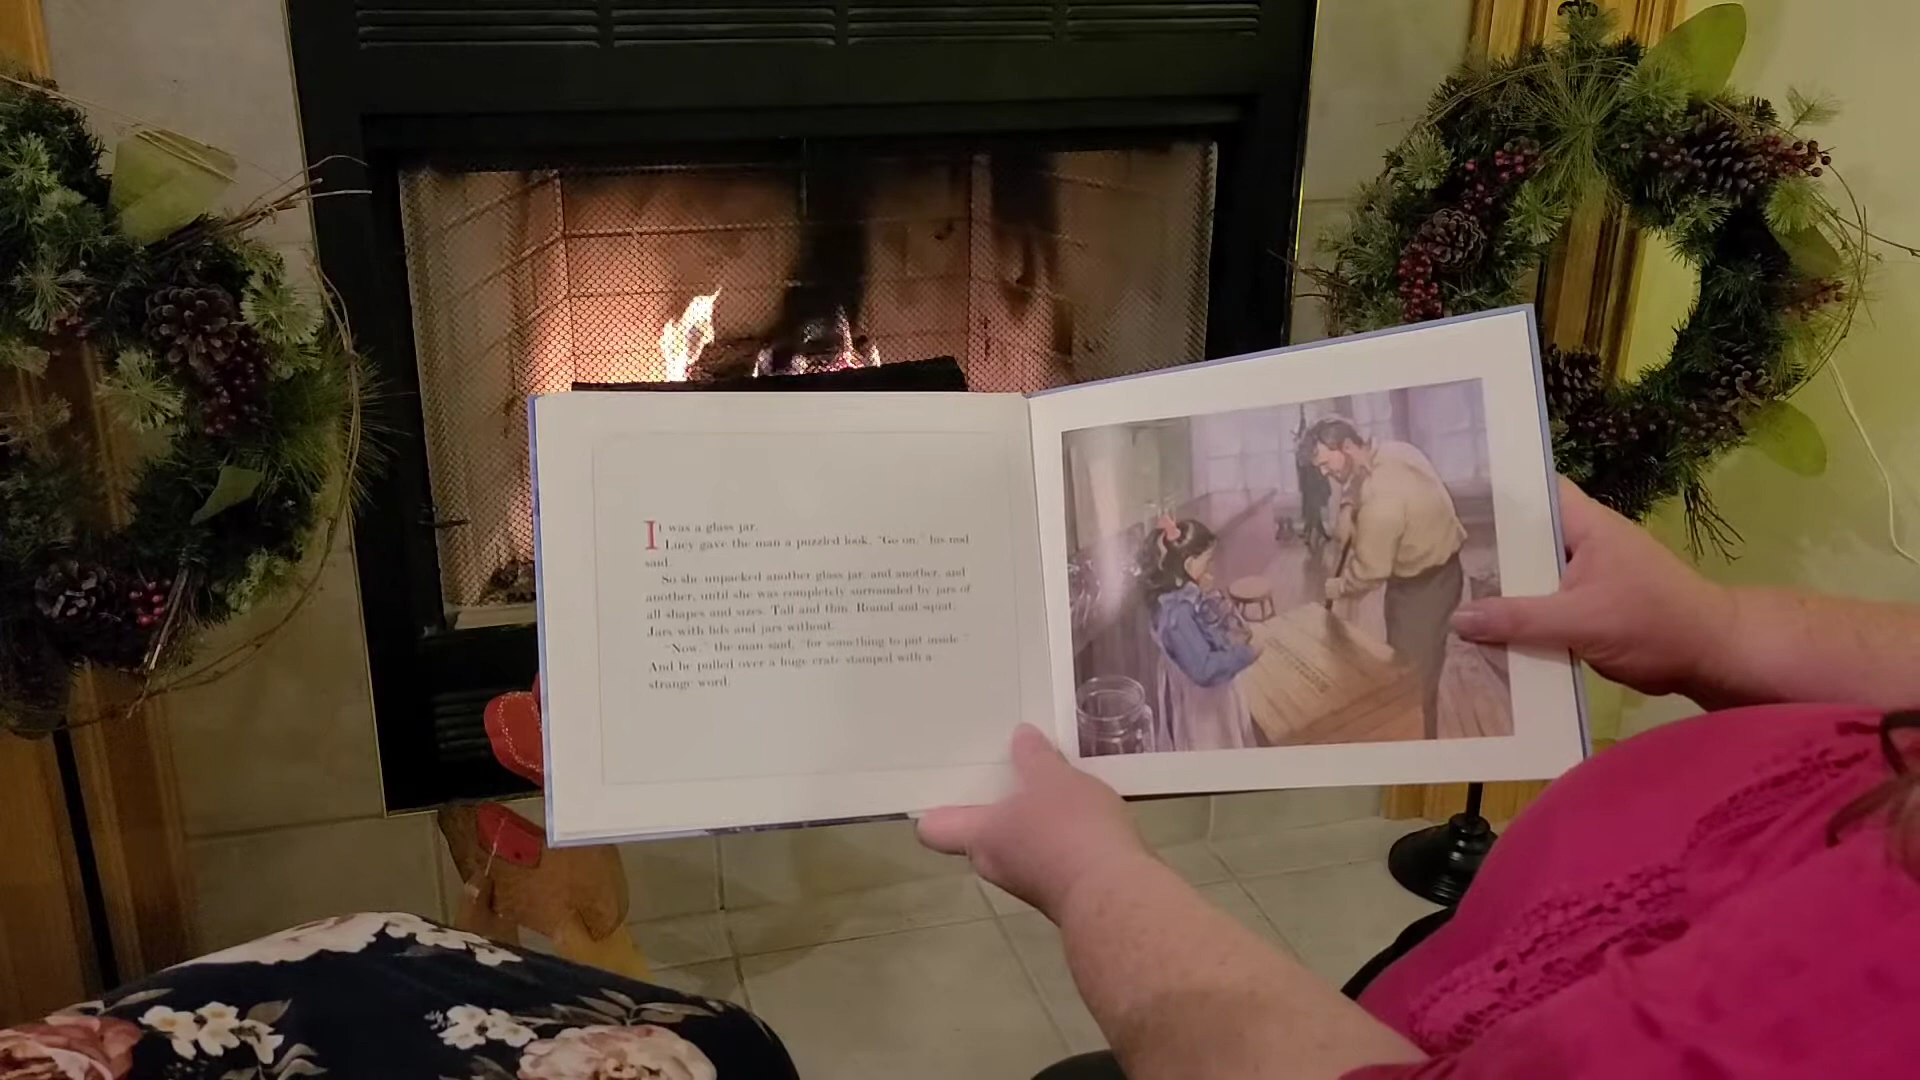 It was a glass jar.
Lucy gave the man a puzzled look. "Go on," his nod
said.
So she unpacked another glass jar, and another, and
another, until she was completely surrounded by jars of
all shapes and sizes. Tall and thin. Round and squat.
Jars with lids and jars without.
"Now," the man said, "for something to put inside."
And he pulled over a huge crate stamped with a
strange word.